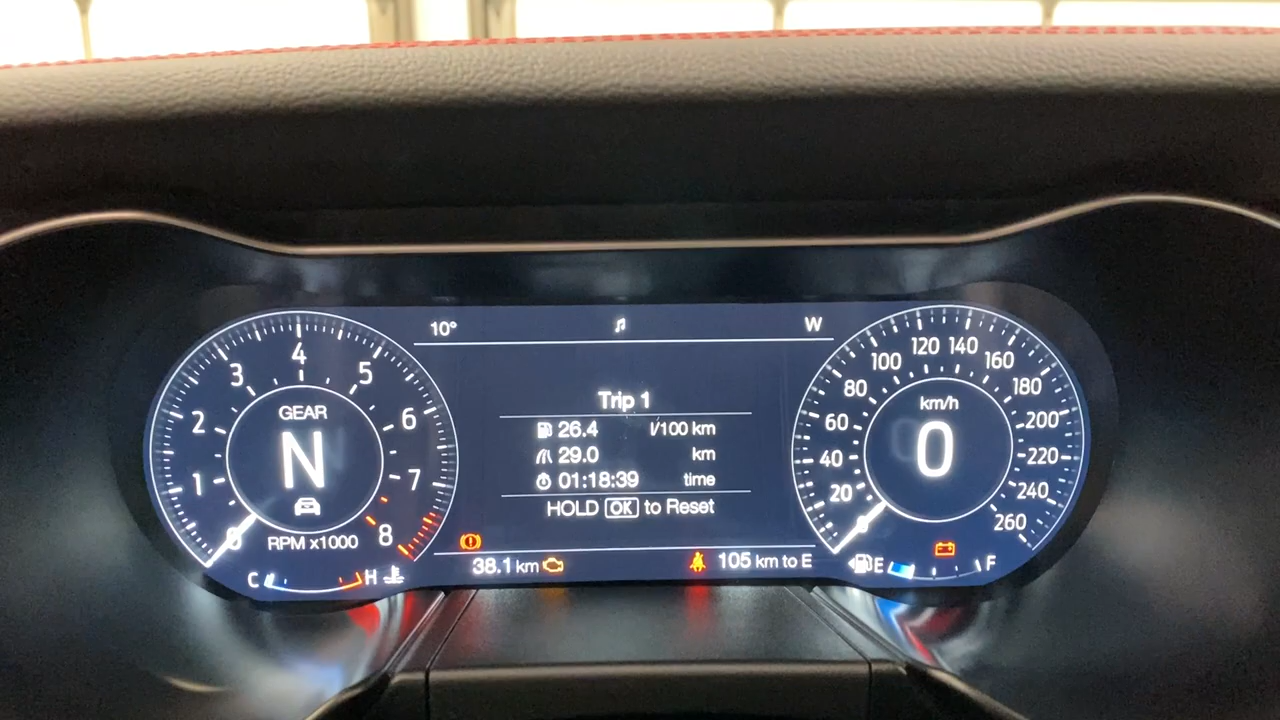 10° W
4
3 5
2 6
1 7
0 8
GEAR
N
RPM x1000
C H
Trip 1
26.4 l/100 km
29.0 km
01:18:39 time
HOLD OK to Reset
38.1 km 105 km to E
120 140
100 160
80 180
60 200
40 220
20 240
0 260
km/h
0
E F